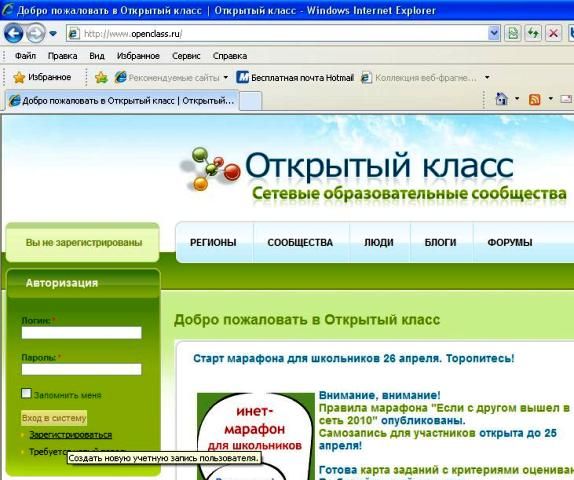 Добро пожаловать в Открытый класс | Открытый класс - Windows Internet Explorer
http://www.openclass.ru/
Файл Правка Вид Избранное Сервис Справка
Избранное Рекомендуемые сайты Бесплатная почта Hotmail Коллекция веб-фрагме...
Добро пожаловать в Открытый класс | Открытый...
Открытый класс
Сетевые образовательные сообщества
Вы не зарегистрированы
РЕГИОНЫ СООБЩЕСТВА ЛЮДИ БЛОГИ ФОРУМЫ
Авторизация
Логин: *
Пароль: *
Запомнить меня
Вход в систему
Зарегистрироваться
Требуется
Создать новую учетную запись пользователя.
Добро пожаловать в Открытый класс
Старт марафона для школьников 26 апреля. Торопитесь!
инет-
марафон
для школьников
Внимание, внимание!
Правила марафона "Если с другом вышел в
сеть 2010" опубликованы.
Самозапись для участников открыта до 25
апреля!
Готова карта заданий с критериями оцениван